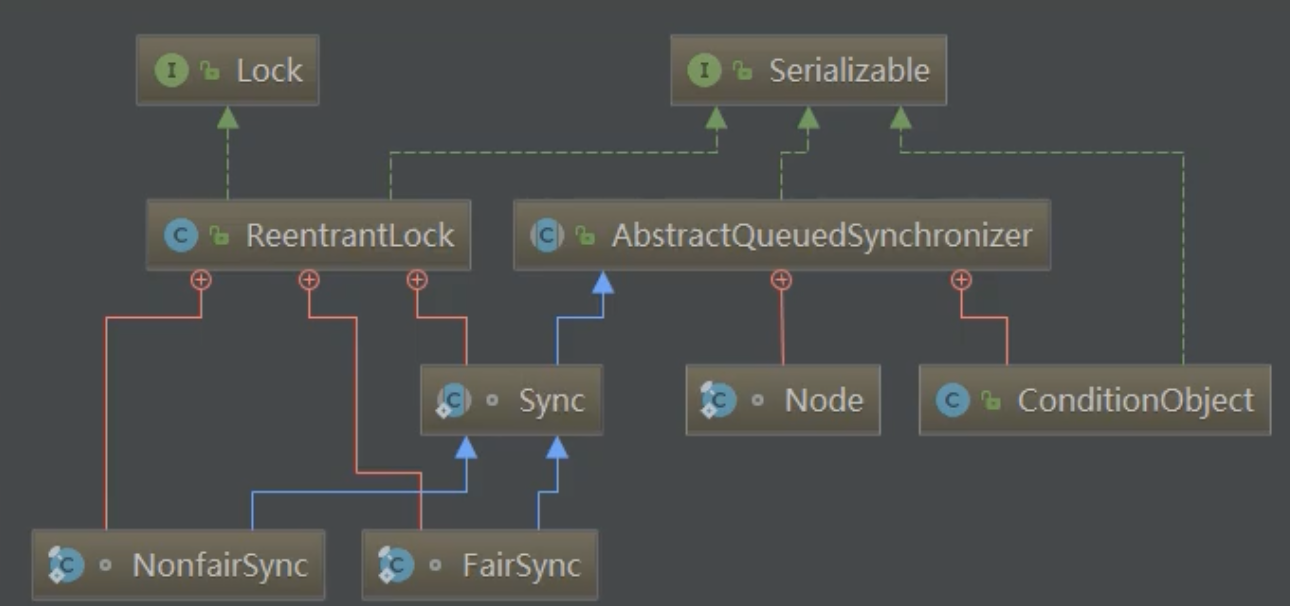 Lock
Serializable
ReentrantLock
AbstractQueuedSynchronizer
Sync
Node
ConditionObject
NonfairSync
FairSync